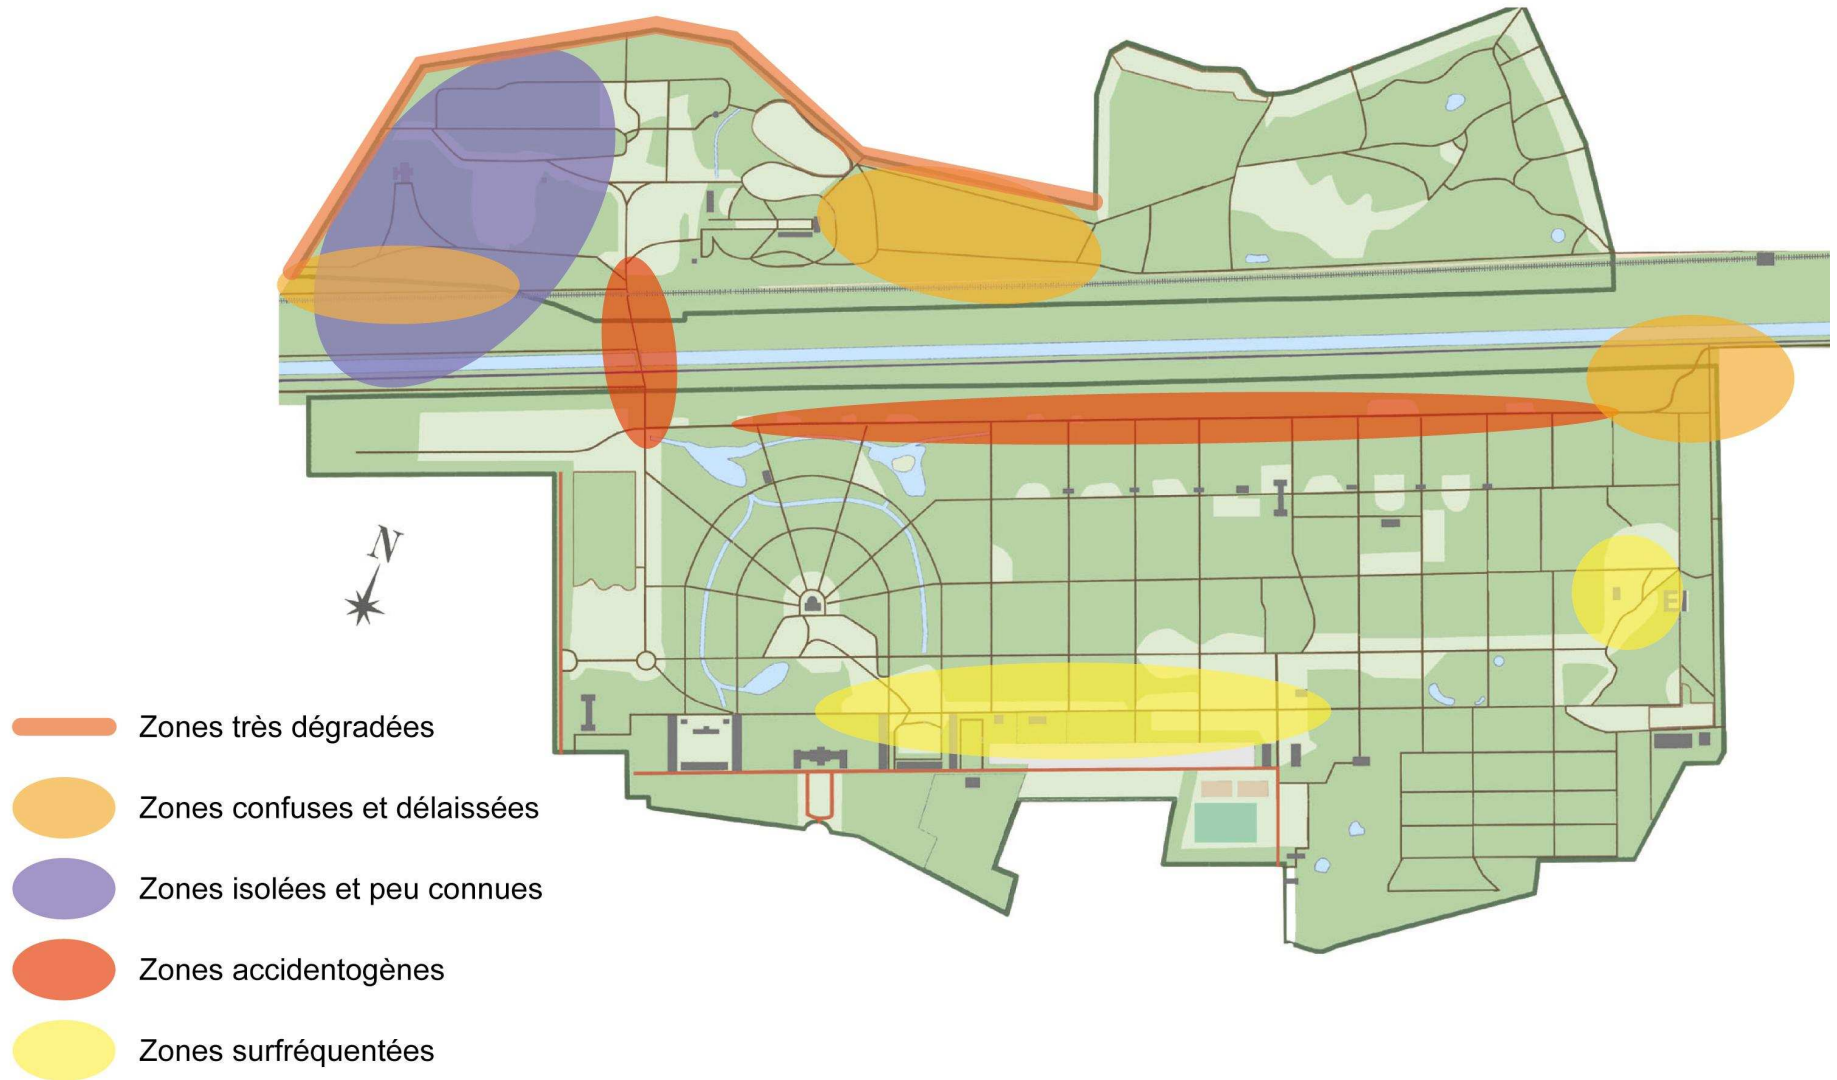 N
E
Zones très dégradées
Zones confuses et délaissées
Zones isolées et peu connues
Zones accidentogènes
Zones surfréquentées